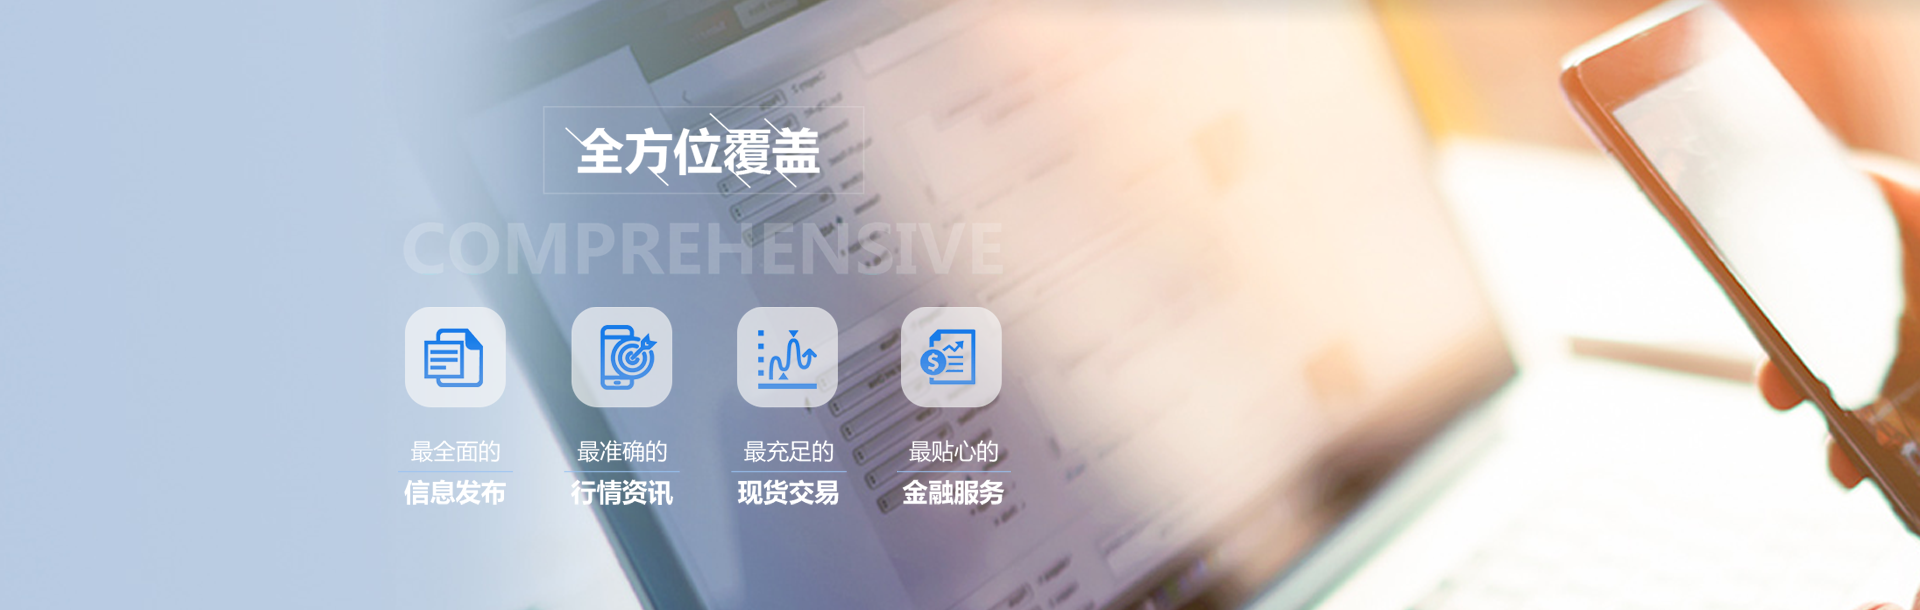 全方位覆盖
COMPREHENSIVE
最全面的
信息发布
最准确的
行情资讯
最充足的
现货交易
最贴心的
金融服务